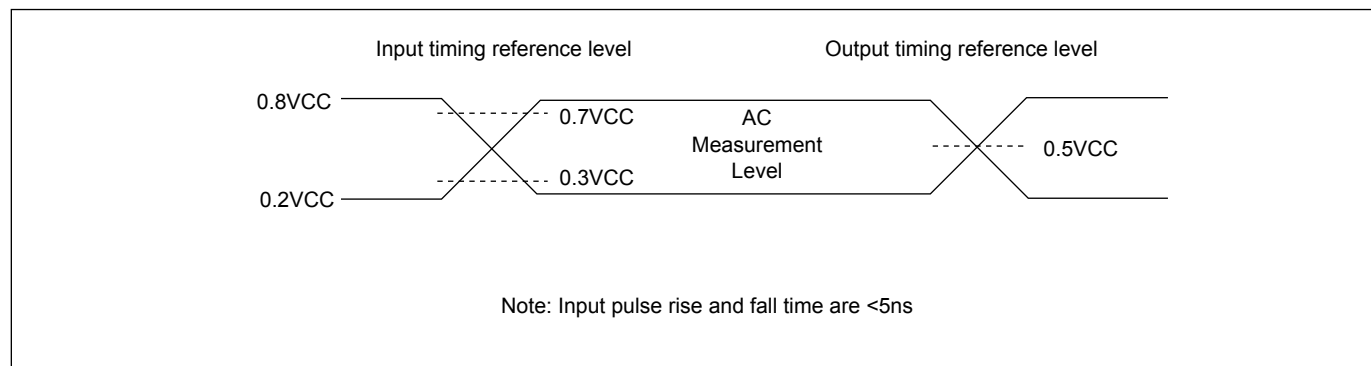 Input timing reference level
Output timing reference level
0.8VCC
0.7VCC
AC
Measurement
Level
0.5VCC
0.3VCC
0.2VCC
Note: Input pulse rise and fall time are <5ns